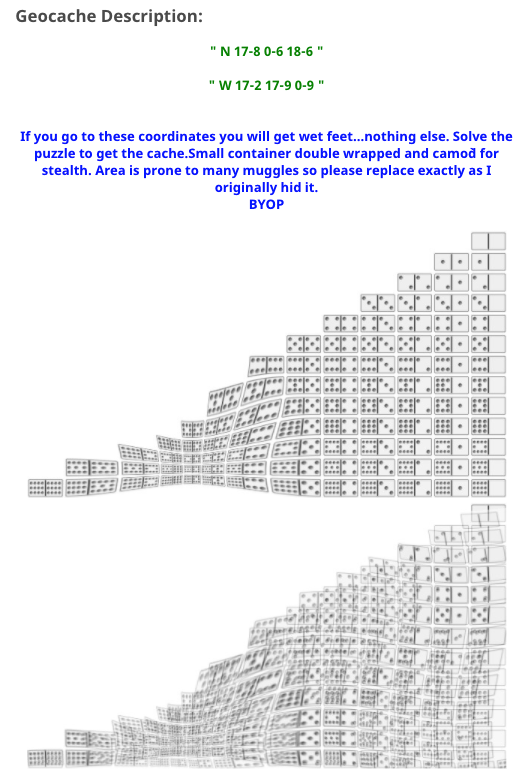 Geocache Description:
" N 17-8 0-6 18-6 "
" W 17-2 17-9 0-9 "
If you go to these coordinates you will get wet feet...nothing else. Solve the
puzzle to get the cache.Small container double wrapped and camod for
stealth. Area is prone to many muggles so please replace exactly as I
originally hid it.
BYOP